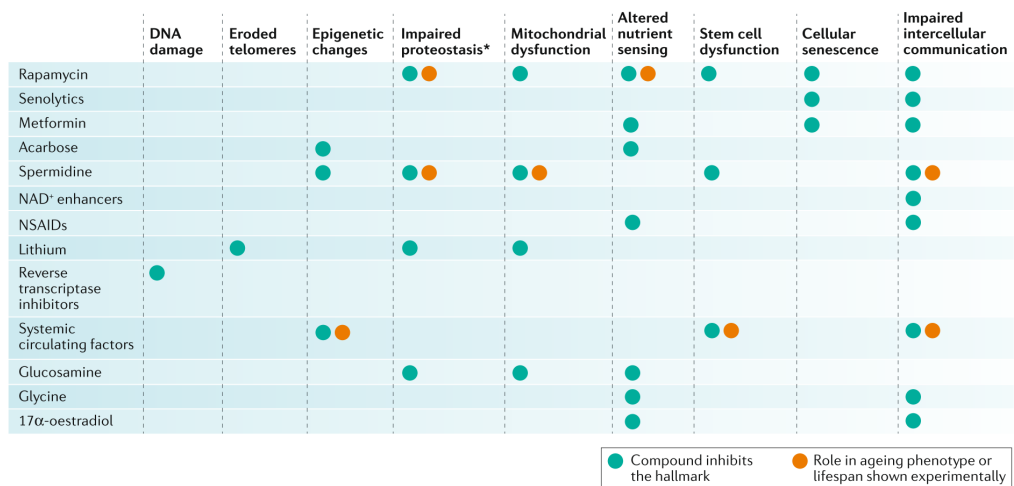 DNA
damage
Eroded
telomeres
Epigenetic
changes
Impaired
proteostasis*
Mitochondrial
dysfunction
Altered
nutrient
sensing
Stem cell
dysfunction
Cellular
senescence
Impaired
intercellular
communication
Rapamycin
Senolytics
Metformin
Acarbose
Spermidine
NAD⁺ enhancers
NSAIDs
Lithium
Reverse
transcriptase
inhibitors
Systemic
circulating factors
Glucosamine
Glycine
17α-oestradiol
Compound inhibits
the hallmark
Role in ageing phenotype or
lifespan shown experimentally